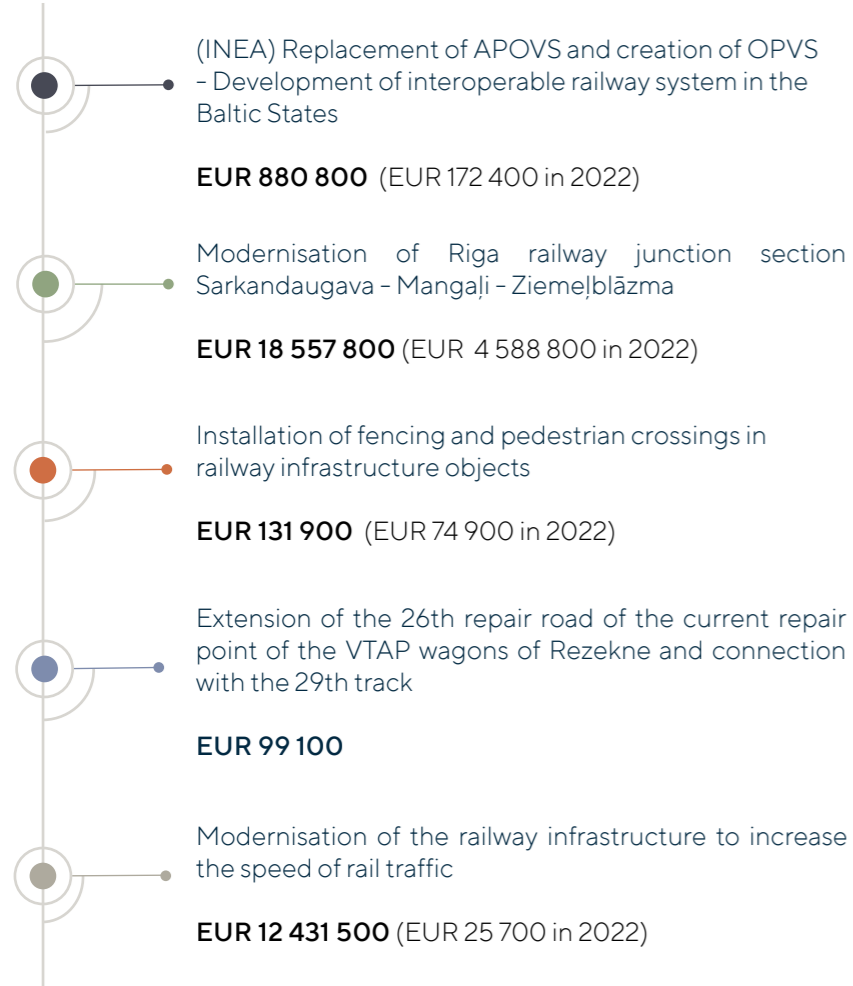 (INEA) Replacement of APOVS and creation of OPVS
- Development of interoperable railway system in the
Baltic States
EUR 880 800 (EUR 172 400 in 2022)
Modernisation of Riga railway junction section
Sarkandaugava - Mangaļi - Ziemeļblāzma
EUR 18 557 800 (EUR 4 588 800 in 2022)
Installation of fencing and pedestrian crossings in
railway infrastructure objects
EUR 131 900 (EUR 74 900 in 2022)
Extension of the 26th repair road of the current repair
point of the VTAP wagons of Rezekne and connection
with the 29th track
EUR 99 100
Modernisation of the railway infrastructure to increase
the speed of rail traffic
EUR 12 431 500 (EUR 25 700 in 2022)